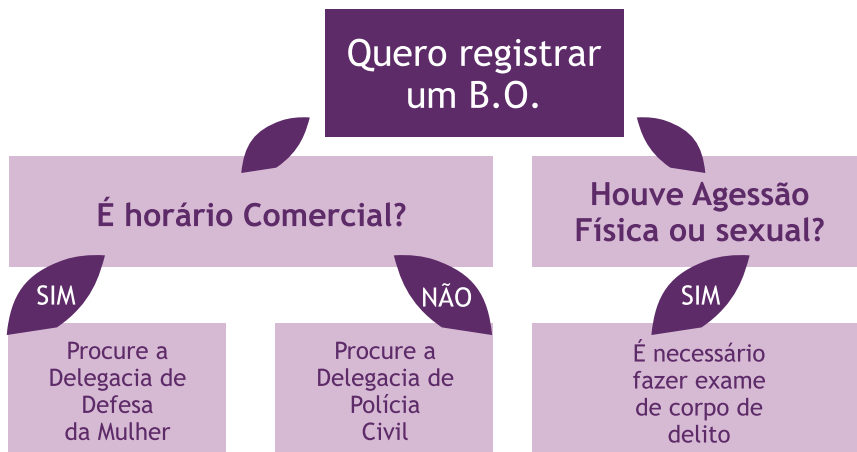 Quero registrar
um B.O.
É horário Comercial?
Houve Agessão
Física ou sexual?
SIM
NÃO
SIM
Procure a
Delegacia de
Defesa
da Mulher
Procure a
Delegacia de
Polícia
Civil
É necessário
fazer exame
de corpo de
delito